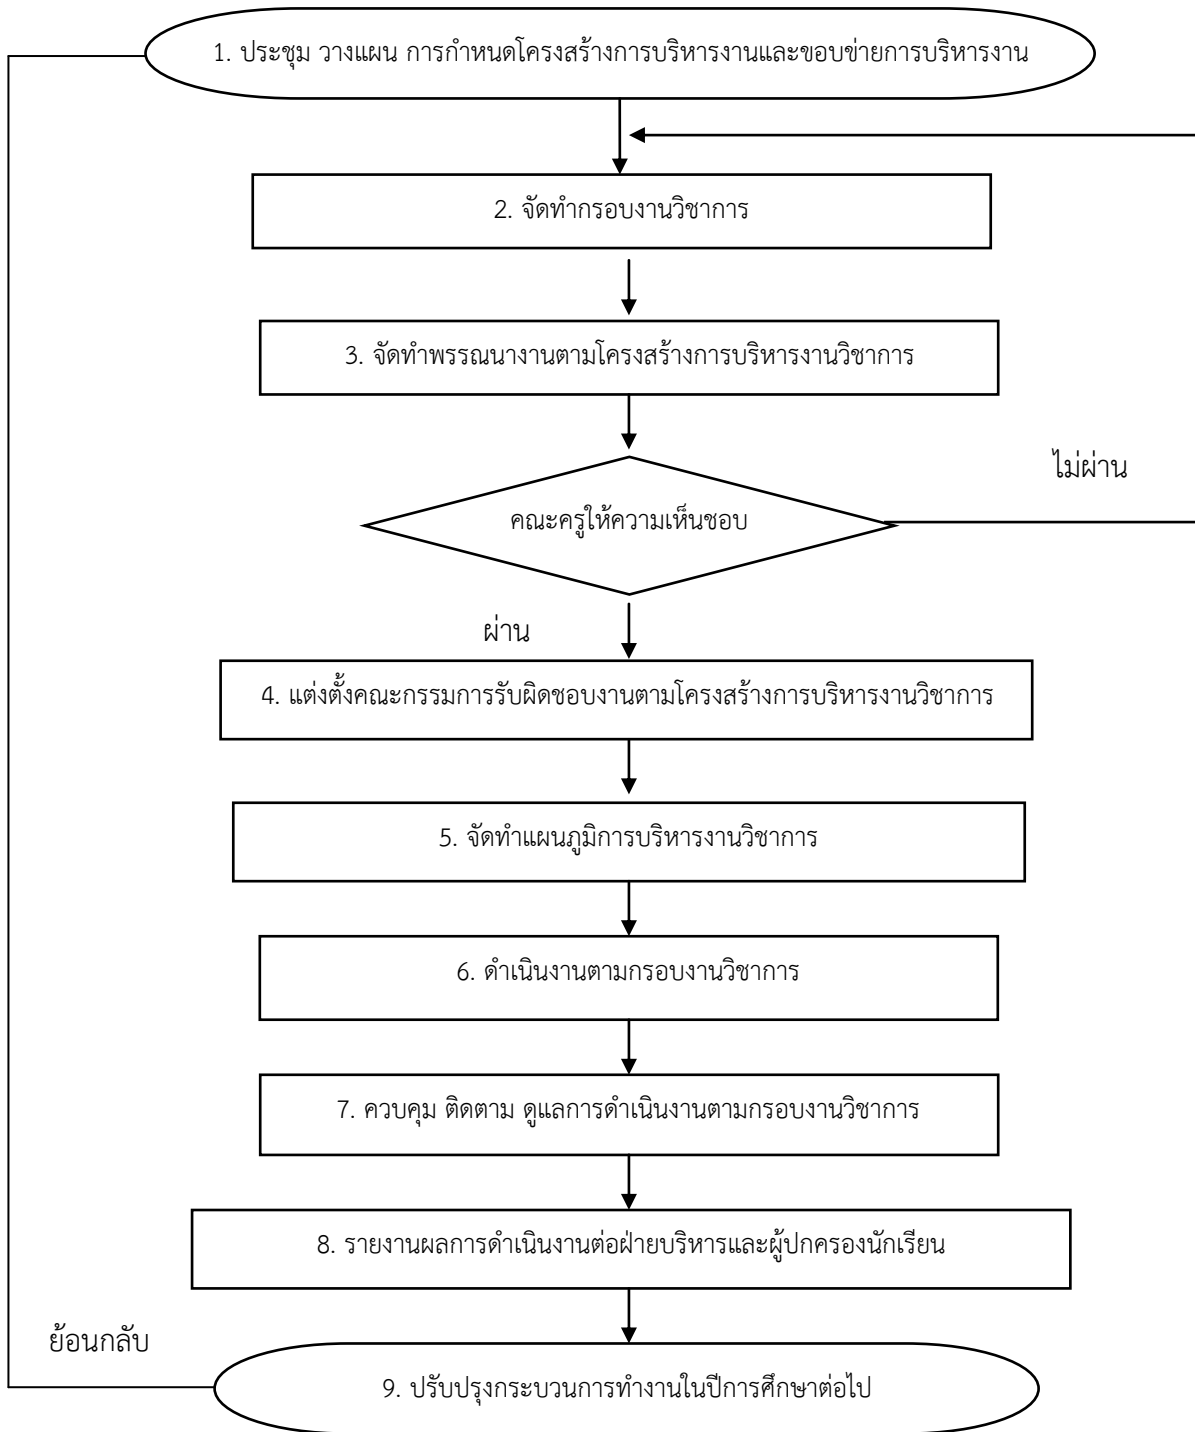 1. ประชุม วางแผน การกำหนดโครงสร้างการบริหารงานและขอบข่ายการบริหารงาน
2. จัดทำกรอบงานวิชาการ
3. จัดทำพรรณนางานตามโครงสร้างการบริหารงานวิชาการ
ไม่ผ่าน
คณะครูให้ความเห็นชอบ
ผ่าน
4. แต่งตั้งคณะกรรมการรับผิดชอบงานตามโครงสร้างการบริหารงานวิชาการ
5. จัดทำแผนภูมิการบริหารงานวิชาการ
6. ดำเนินงานตามกรอบงานวิชาการ
7. ควบคุม ติดตาม ดูแลการดำเนินงานตามกรอบงานวิชาการ
8. รายงานผลการดำเนินงานต่อฝ่ายบริหารและผู้ปกครองนักเรียน
ย้อนกลับ
9. ปรับปรุงกระบวนการทำงานในปีการศึกษาต่อไป